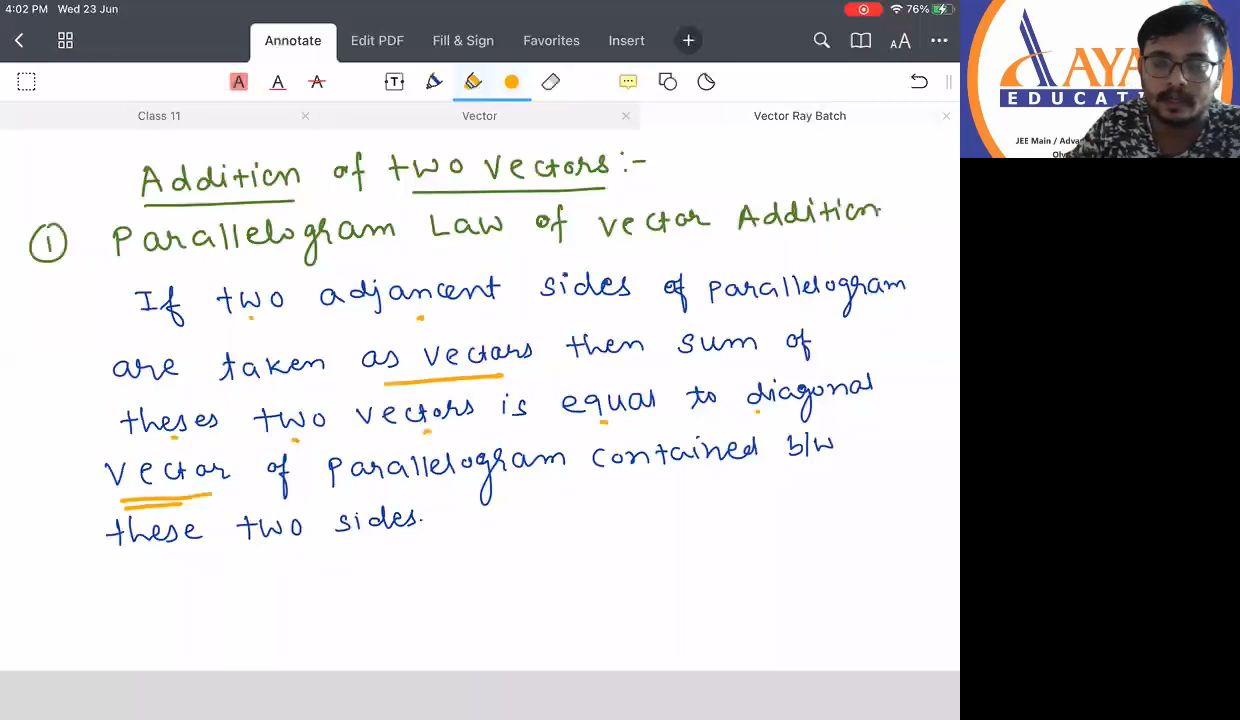 4:02 PM Wed 23 Jun
76%
Annotate Edit PDF Fill & Sign Favorites Insert
Class 11 Vector Vector Ray Batch
AYA
EDUCATI
JEE Main / Adva
Addition of two vectors :-
① Parallelogram Law of vector Addition
If two adjancent sides of parallelogram
are taken as vectors then sum of
theses two vectors is equal to diagonal
vector of parallelogram contained b/w
these two sides.